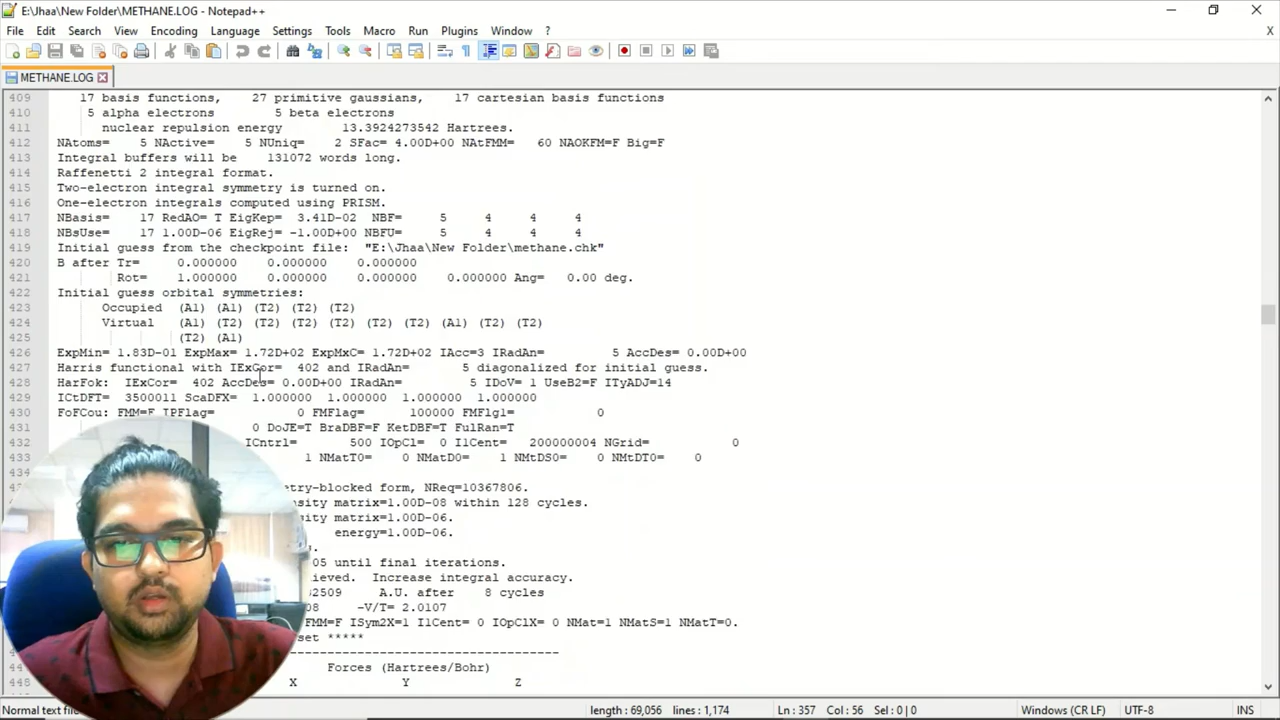 E:\Jhaa\New Folder\METHANE.LOG - Notepad++
File Edit Search View Encoding Language Settings Tools Macro Run Plugins Window ? X
METHANE.LOG
409 17 basis functions, 27 primitive gaussians, 17 cartesian basis functions
410 5 alpha electrons 5 beta electrons
411 nuclear repulsion energy 13.3924273542 Hartrees.
412 NAtoms= 5 NActive= 5 NUniq= 2 SFac= 4.00D+00 NAtFMM= 60 NAOKFM=F Big=F
413 Integral buffers will be 131072 words long.
414 Raffenetti 2 integral format.
415 Two-electron integral symmetry is turned on.
416 One-electron integrals computed using PRISM.
417 NBasis= 17 RedAO= T EigKep= 3.41D-02 NBF= 5 4 4 4
418 NBsUse= 17 1.00D-06 EigRej= -1.00D+00 NBFU= 5 4 4 4
419 Initial guess from the checkpoint file: "E:\Jhaa\New Folder\methane.chk"
420 B after Tr= 0.000000 0.000000 0.000000
421 Rot= 1.000000 0.000000 0.000000 0.000000 Ang= 0.00 deg.
422 Initial guess orbital symmetries:
423 Occupied (A1) (A1) (T2) (T2) (T2)
424 Virtual (A1) (T2) (T2) (T2) (T2) (T2) (T2) (A1) (T2) (T2)
425 (T2) (A1)
426 ExpMin= 1.83D-01 ExpMax= 1.72D+02 ExpMxC= 1.72D+02 IAcc=3 IRadAn= 5 AccDes= 0.00D+00
427 Harris functional with IExCor= 402 and IRadAn= 5 diagonalized for initial guess.
428 HarFok: IExCor= 402 AccDes= 0.00D+00 IRadAn= 5 IDoV= 1 UseB2=F ITyADJ=14
429 ICtDFT= 3500011 ScaDFX= 1.000000 1.000000 1.000000 1.000000
430 FoFCou: FMM=F IPFlag= 0 FMFlag= 100000 FMFlg1= 0
431 0 DoJE=T BraDBF=F KetDBF=T FulRan=T
432 ICntrl= 500 IOpCl= 0 I1Cent= 200000004 NGrid= 0
433 1 NMatT0= 0 NMatD0= 1 NMtDS0= 0 NMtDT0= 0
434
etry-blocked form, NReq=10367806.
sity matrix=1.00D-08 within 128 cycles.
ity matrix=1.00D-06.
energy=1.00D-06.
05 until final iterations.
ieved. Increase integral accuracy.
2509 A.U. after 8 cycles
08 -V/T= 2.0107
FMM=F ISym2X=1 I1Cent= 0 IOpClX= 0 NMat=1 NMatS=1 NMatT=0.
set *****
Forces (Hartrees/Bohr)
448 X Y Z
Normal text fil length : 69,056 lines : 1,174 Ln : 357 Col : 56 Sel : 0 | 0 Windows (CR LF) UTF-8 INS